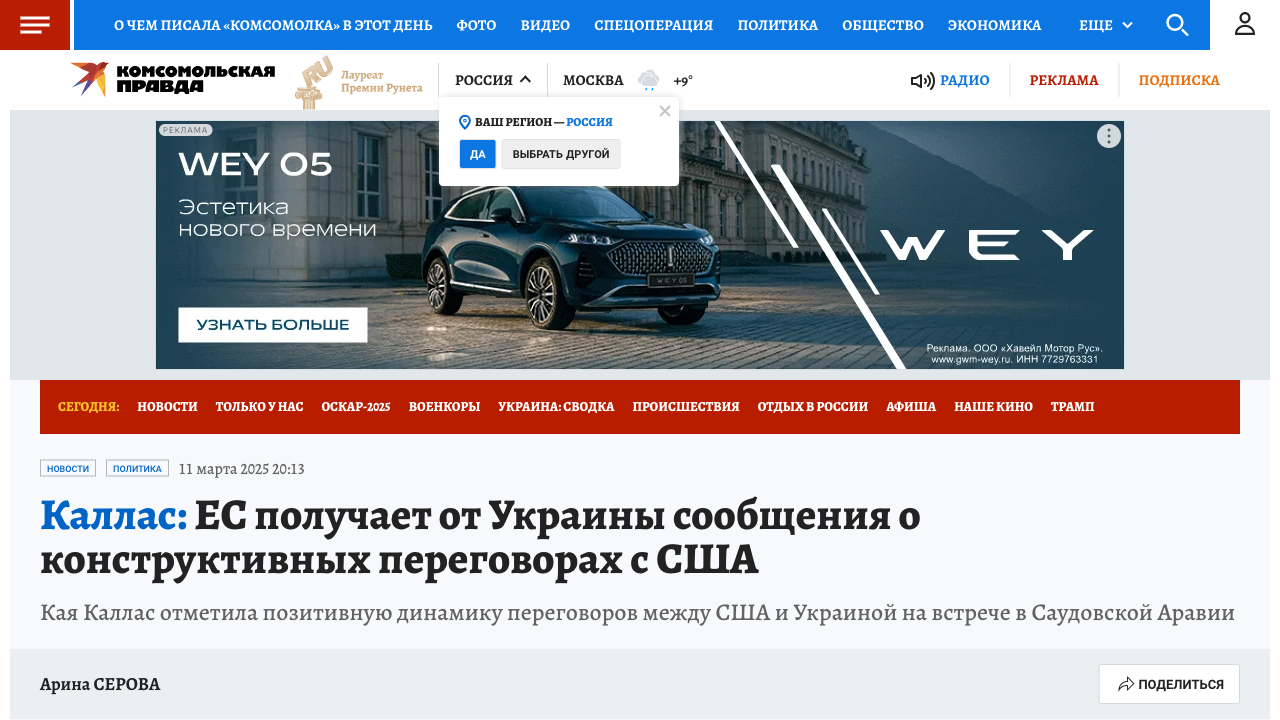 О ЧЕМ ПИСАЛА «КОМСОМОЛКА» В ЭТОТ ДЕНЬ ФОТО ВИДЕО СПЕЦОПЕРАЦИЯ ПОЛИТИКА ОБЩЕСТВО ЭКОНОМИКА ЕЩЕ
КОМСОМОЛЬСКАЯ
ПРАВДА
RU
Лауреат
Премии Рунета
РОССИЯ МОСКВА +9° РАДИО РЕКЛАМА ПОДПИСКА
ВАШ РЕГИОН — РОССИЯ
ДА ВЫБРАТЬ ДРУГОЙ
РЕКЛАМА
WEY 05
Эстетика
нового времени
WEY
WEY 05
УЗНАТЬ БОЛЬШЕ
Реклама. ООО «Хавейл Мотор Рус».
www.gwm-wey.ru. ИНН 7729763331
СЕГОДНЯ: НОВОСТИ ТОЛЬКО У НАС ОСКАР-2025 ВОЕНКОРЫ УКРАИНА: СВОДКА ПРОИСШЕСТВИЯ ОТДЫХ В РОССИИ АФИША НАШЕ КИНО ТРАМП
НОВОСТИ ПОЛИТИКА 11 марта 2025 20:13
Каллас: ЕС получает от Украины сообщения о
конструктивных переговорах с США
Кая Каллас отметила позитивную динамику переговоров между США и Украиной на встрече в Саудовской Аравии
Арина СЕРОВА ПОДЕЛИТЬСЯ